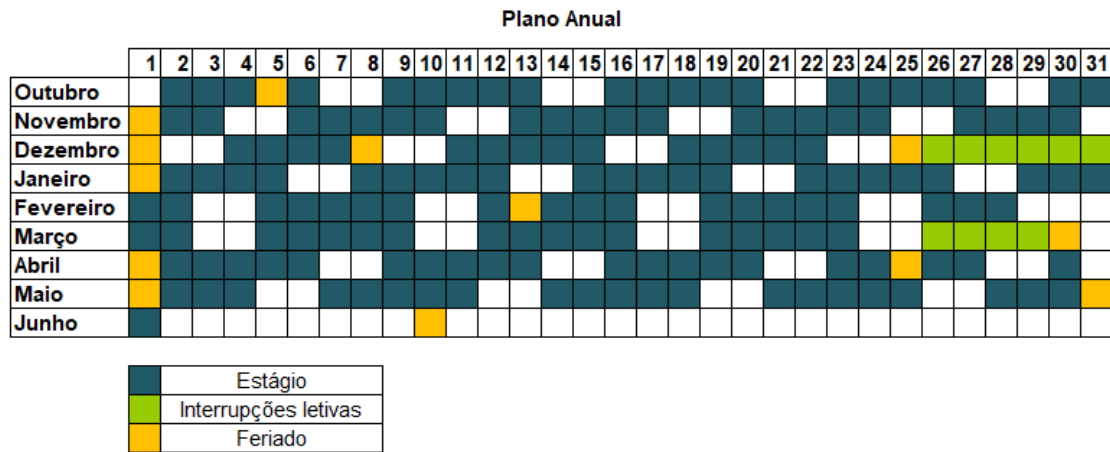 Plano Anual
1 2 3 4 5 6 7 8 9 10 11 12 13 14 15 16 17 18 19 20 21 22 23 24 25 26 27 28 29 30 31
Outubro
Novembro
Dezembro
Janeiro
Fevereiro
Março
Abril
Maio
Junho
Estágio
Interrupções letivas
Feriado